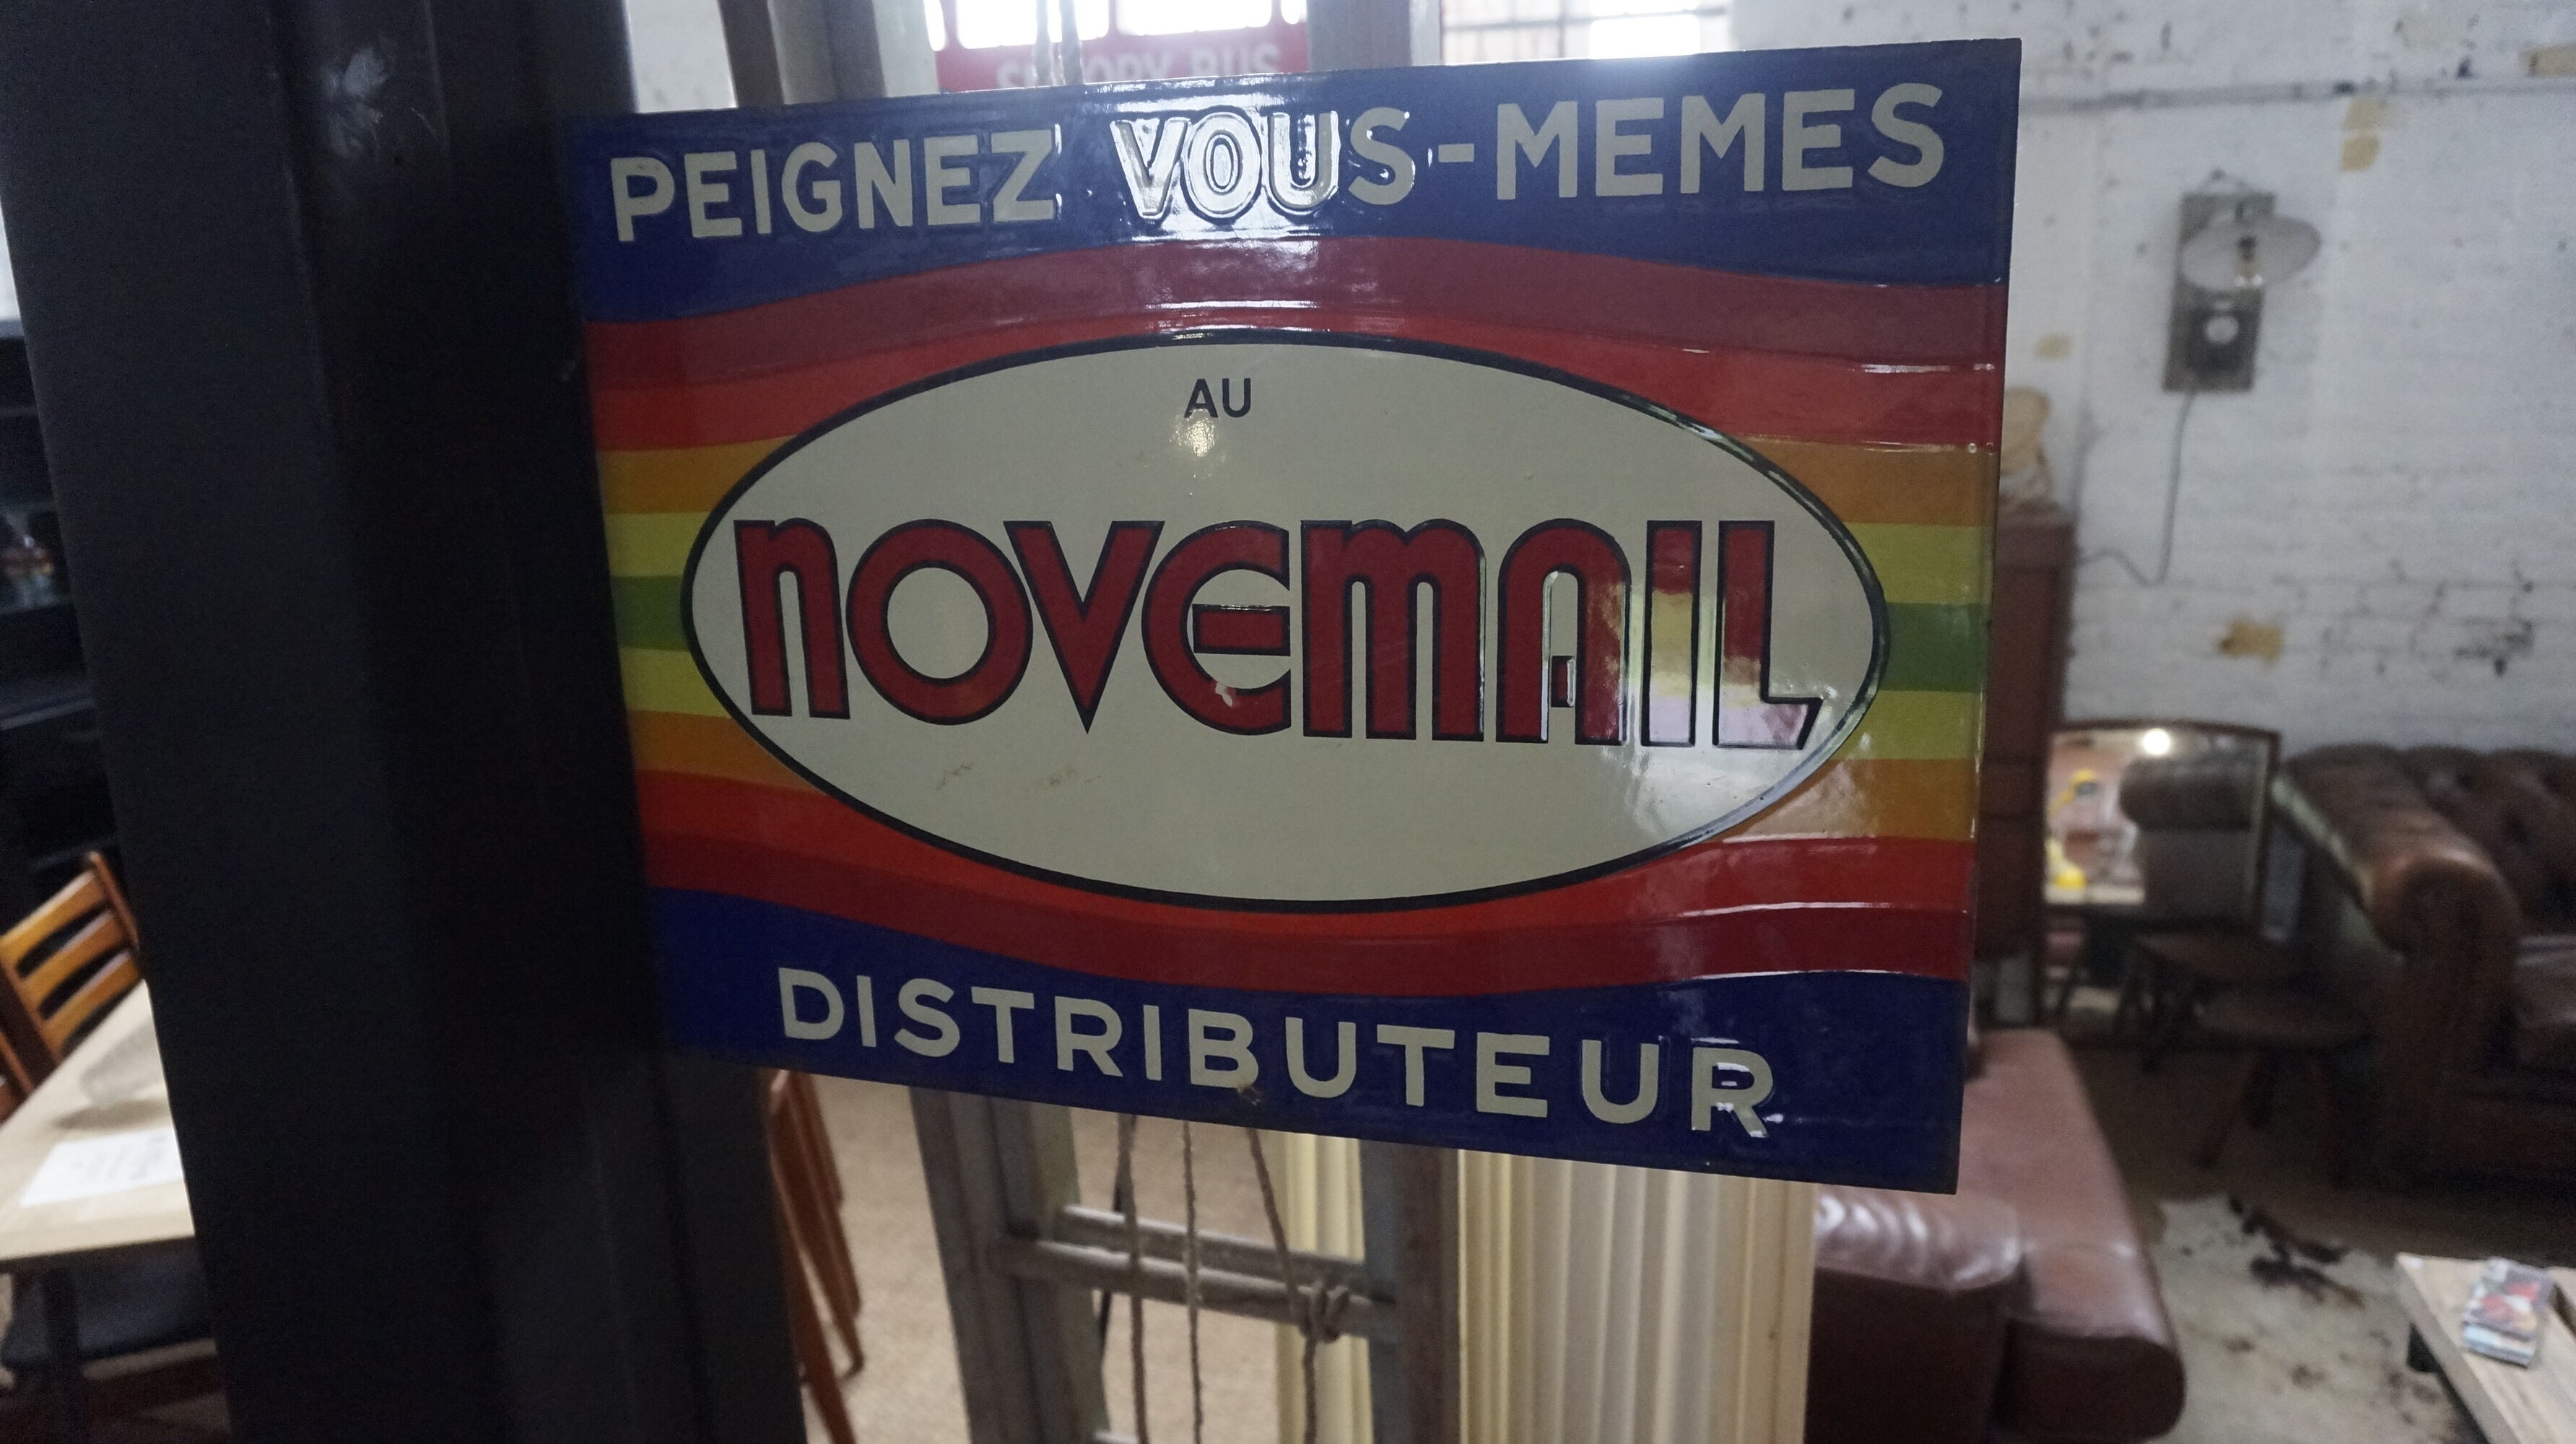 PEIGNEZ VOUS-MEMES
AU
NOVEMAIL
DISTRIBUTEUR